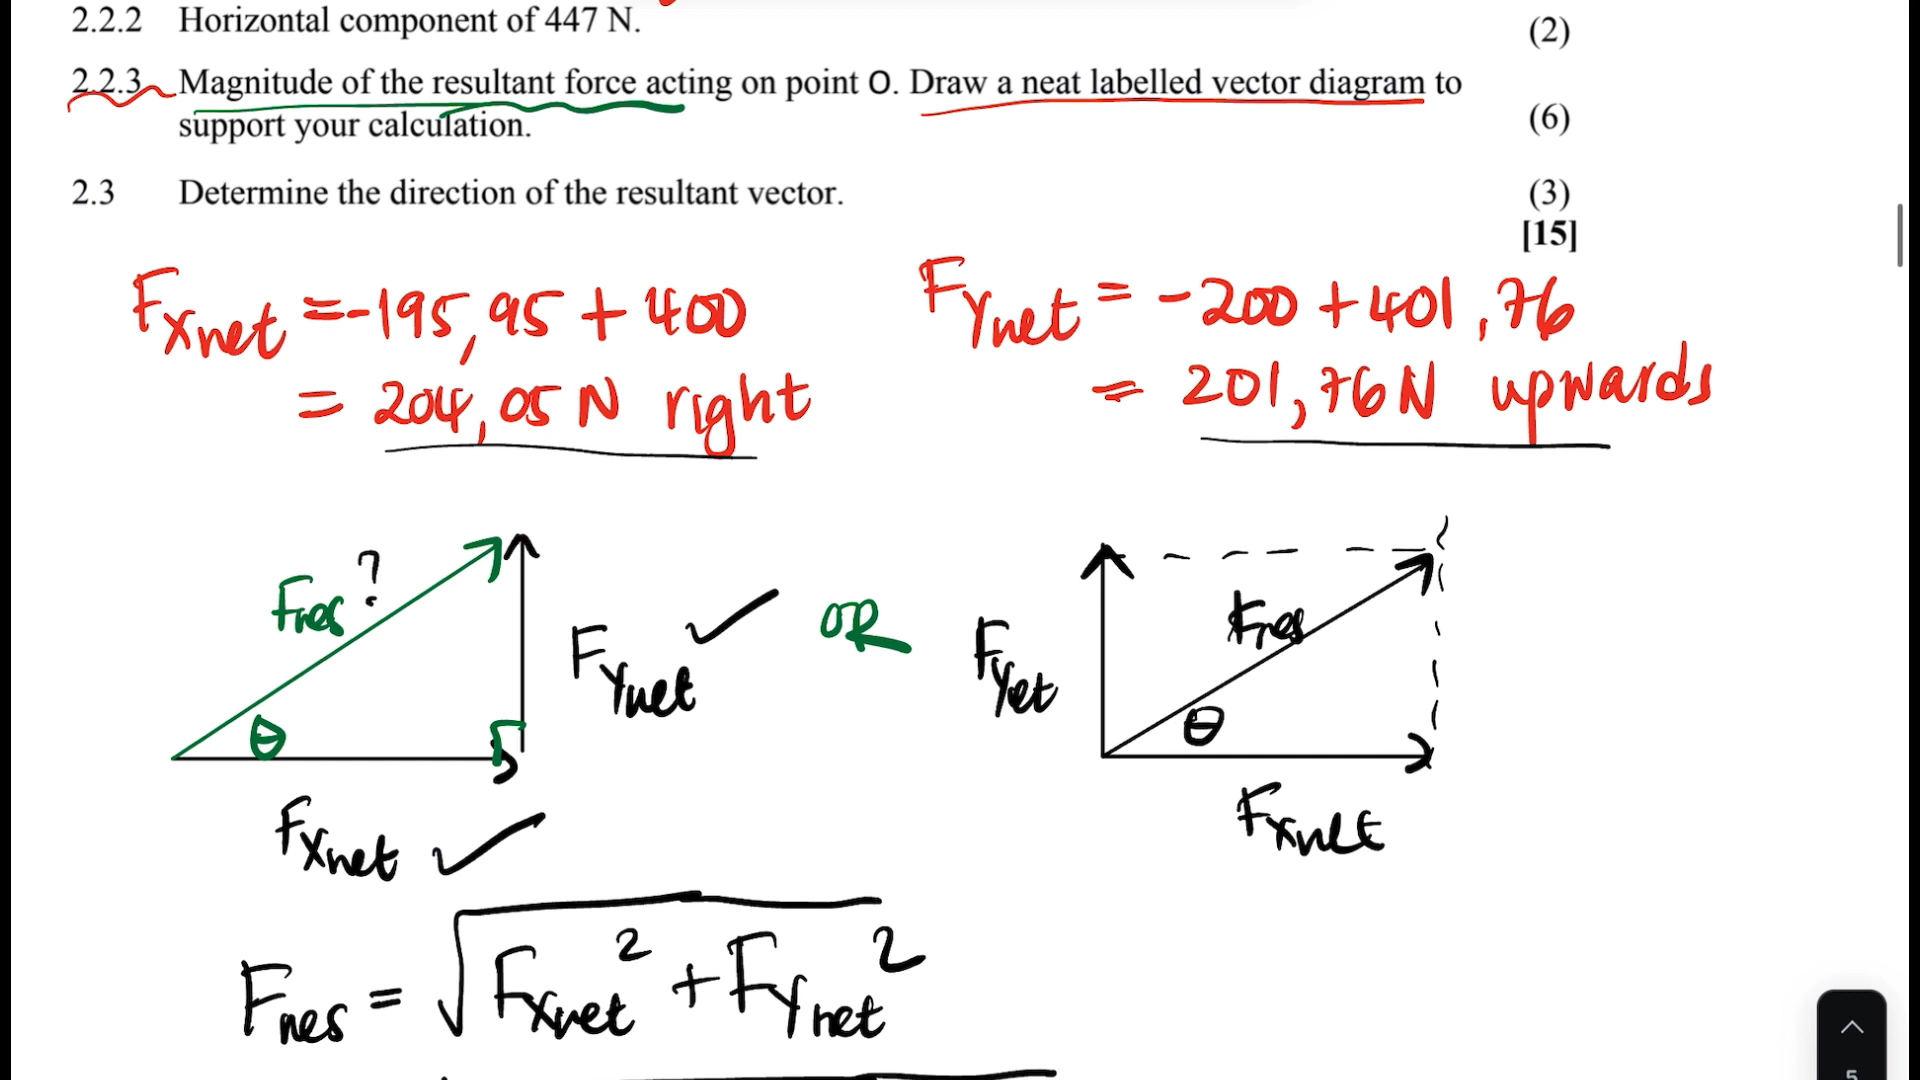 2.2.2 Horizontal component of 447 N.
(2)
2.2.3 Magnitude of the resultant force acting on point O. Draw a neat labelled vector diagram to
support your calculation.
(6)
2.3 Determine the direction of the resultant vector.
(3)
[15]
Fxnet = -195,95 + 400
= 204,05 N right
Fynet = -200 + 401,76
= 201,76 N upwards
Fres ?
θ
Fynet ✓
Fxnet ✓
OR
Fyet
Fres
θ
Fxnet
Fres = √Fxnet² + Fynet²
5